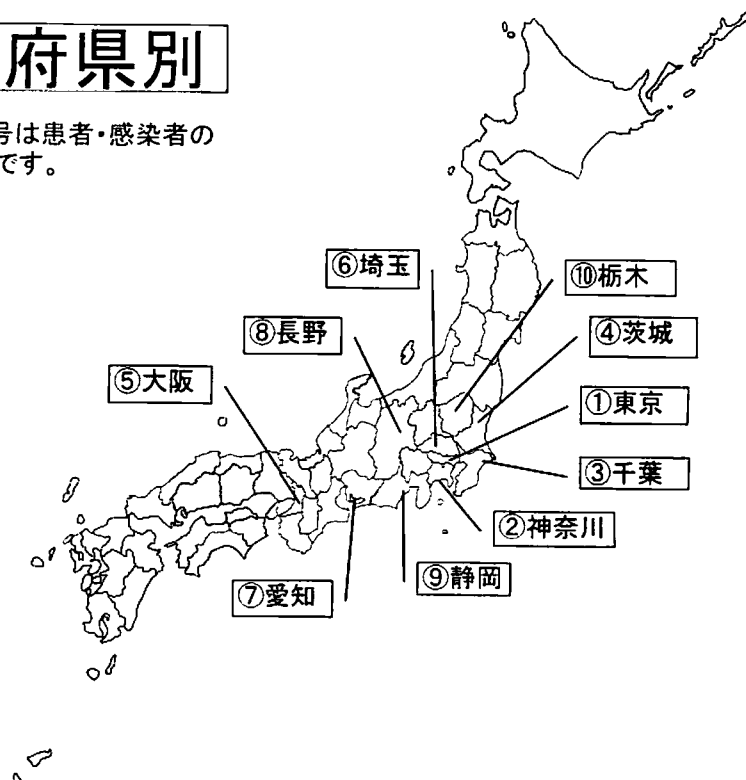 府県別
号は患者・感染者の
です。
⑥埼玉
⑩栃木
⑧長野
④茨城
⑤大阪
①東京
③千葉
②神奈川
⑨静岡
⑦愛知